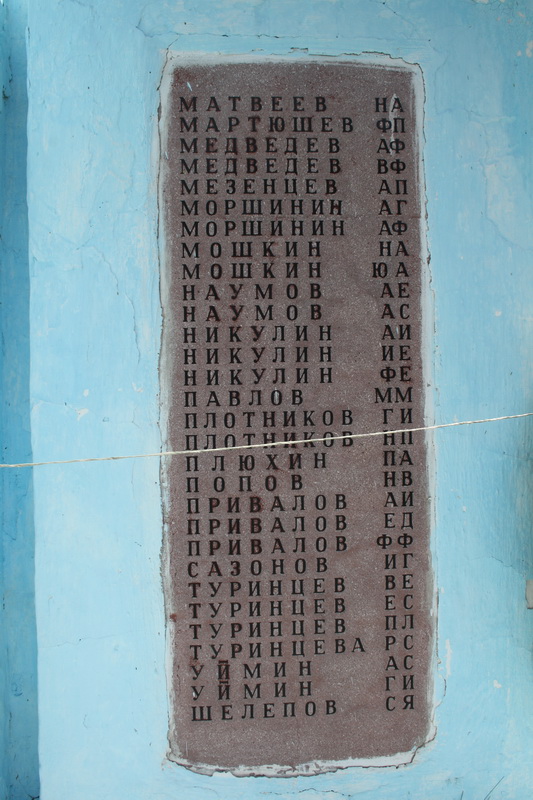 МАТВЕЕВ НА
МАРТЮШЕВ ФП
МЕДВЕДЕВ АФ
МЕДВЕДЕВ ВФ
МЕЗЕНЦЕВ АП
МОРШИНИН АГ
МОРШИНИН АФ
МОШКИН НА
МОШКИН ЮА
НАУМОВ АЕ
НАУМОВ АС
НИКУЛИН АИ
НИКУЛИН ИЕ
НИКУЛИН ФЕ
ПАВЛОВ ММ
ПЛОТНИКОВ ГИ
ПЛОТНИКОВ НП
ПЛЮХИН ПА
ПОПОВ НВ
ПРИВАЛОВ АИ
ПРИВАЛОВ ЕД
ПРИВАЛОВ ФФ
САЗОНОВ ИГ
ТУРИНЦЕВ ВЕ
ТУРИНЦЕВ ЕС
ТУРИНЦЕВ ПЛ
ТУРИНЦЕВА РС
УЙМИН АС
УЙМИН ГИ
ШЕЛЕПОВ СЯ